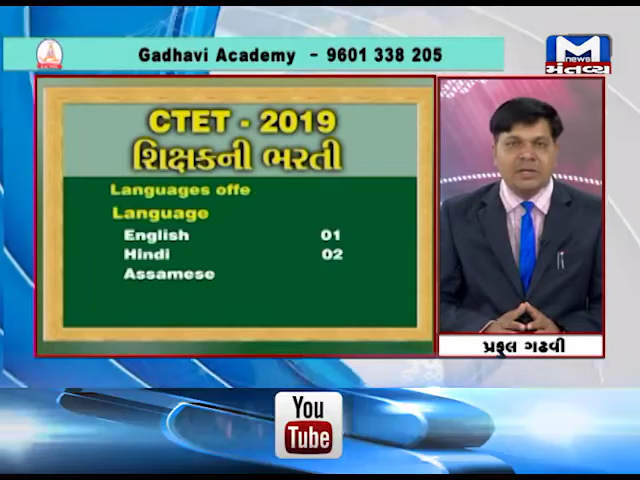 Gadhavi Academy - 9601 338 205
M
news
મંતવ્ય
CTET - 2019
શિક્ષકની ભરતી
Languages offe
Language
English 01
Hindi 02
Assamese
પ્રફુલ ગઢવી
You
Tube